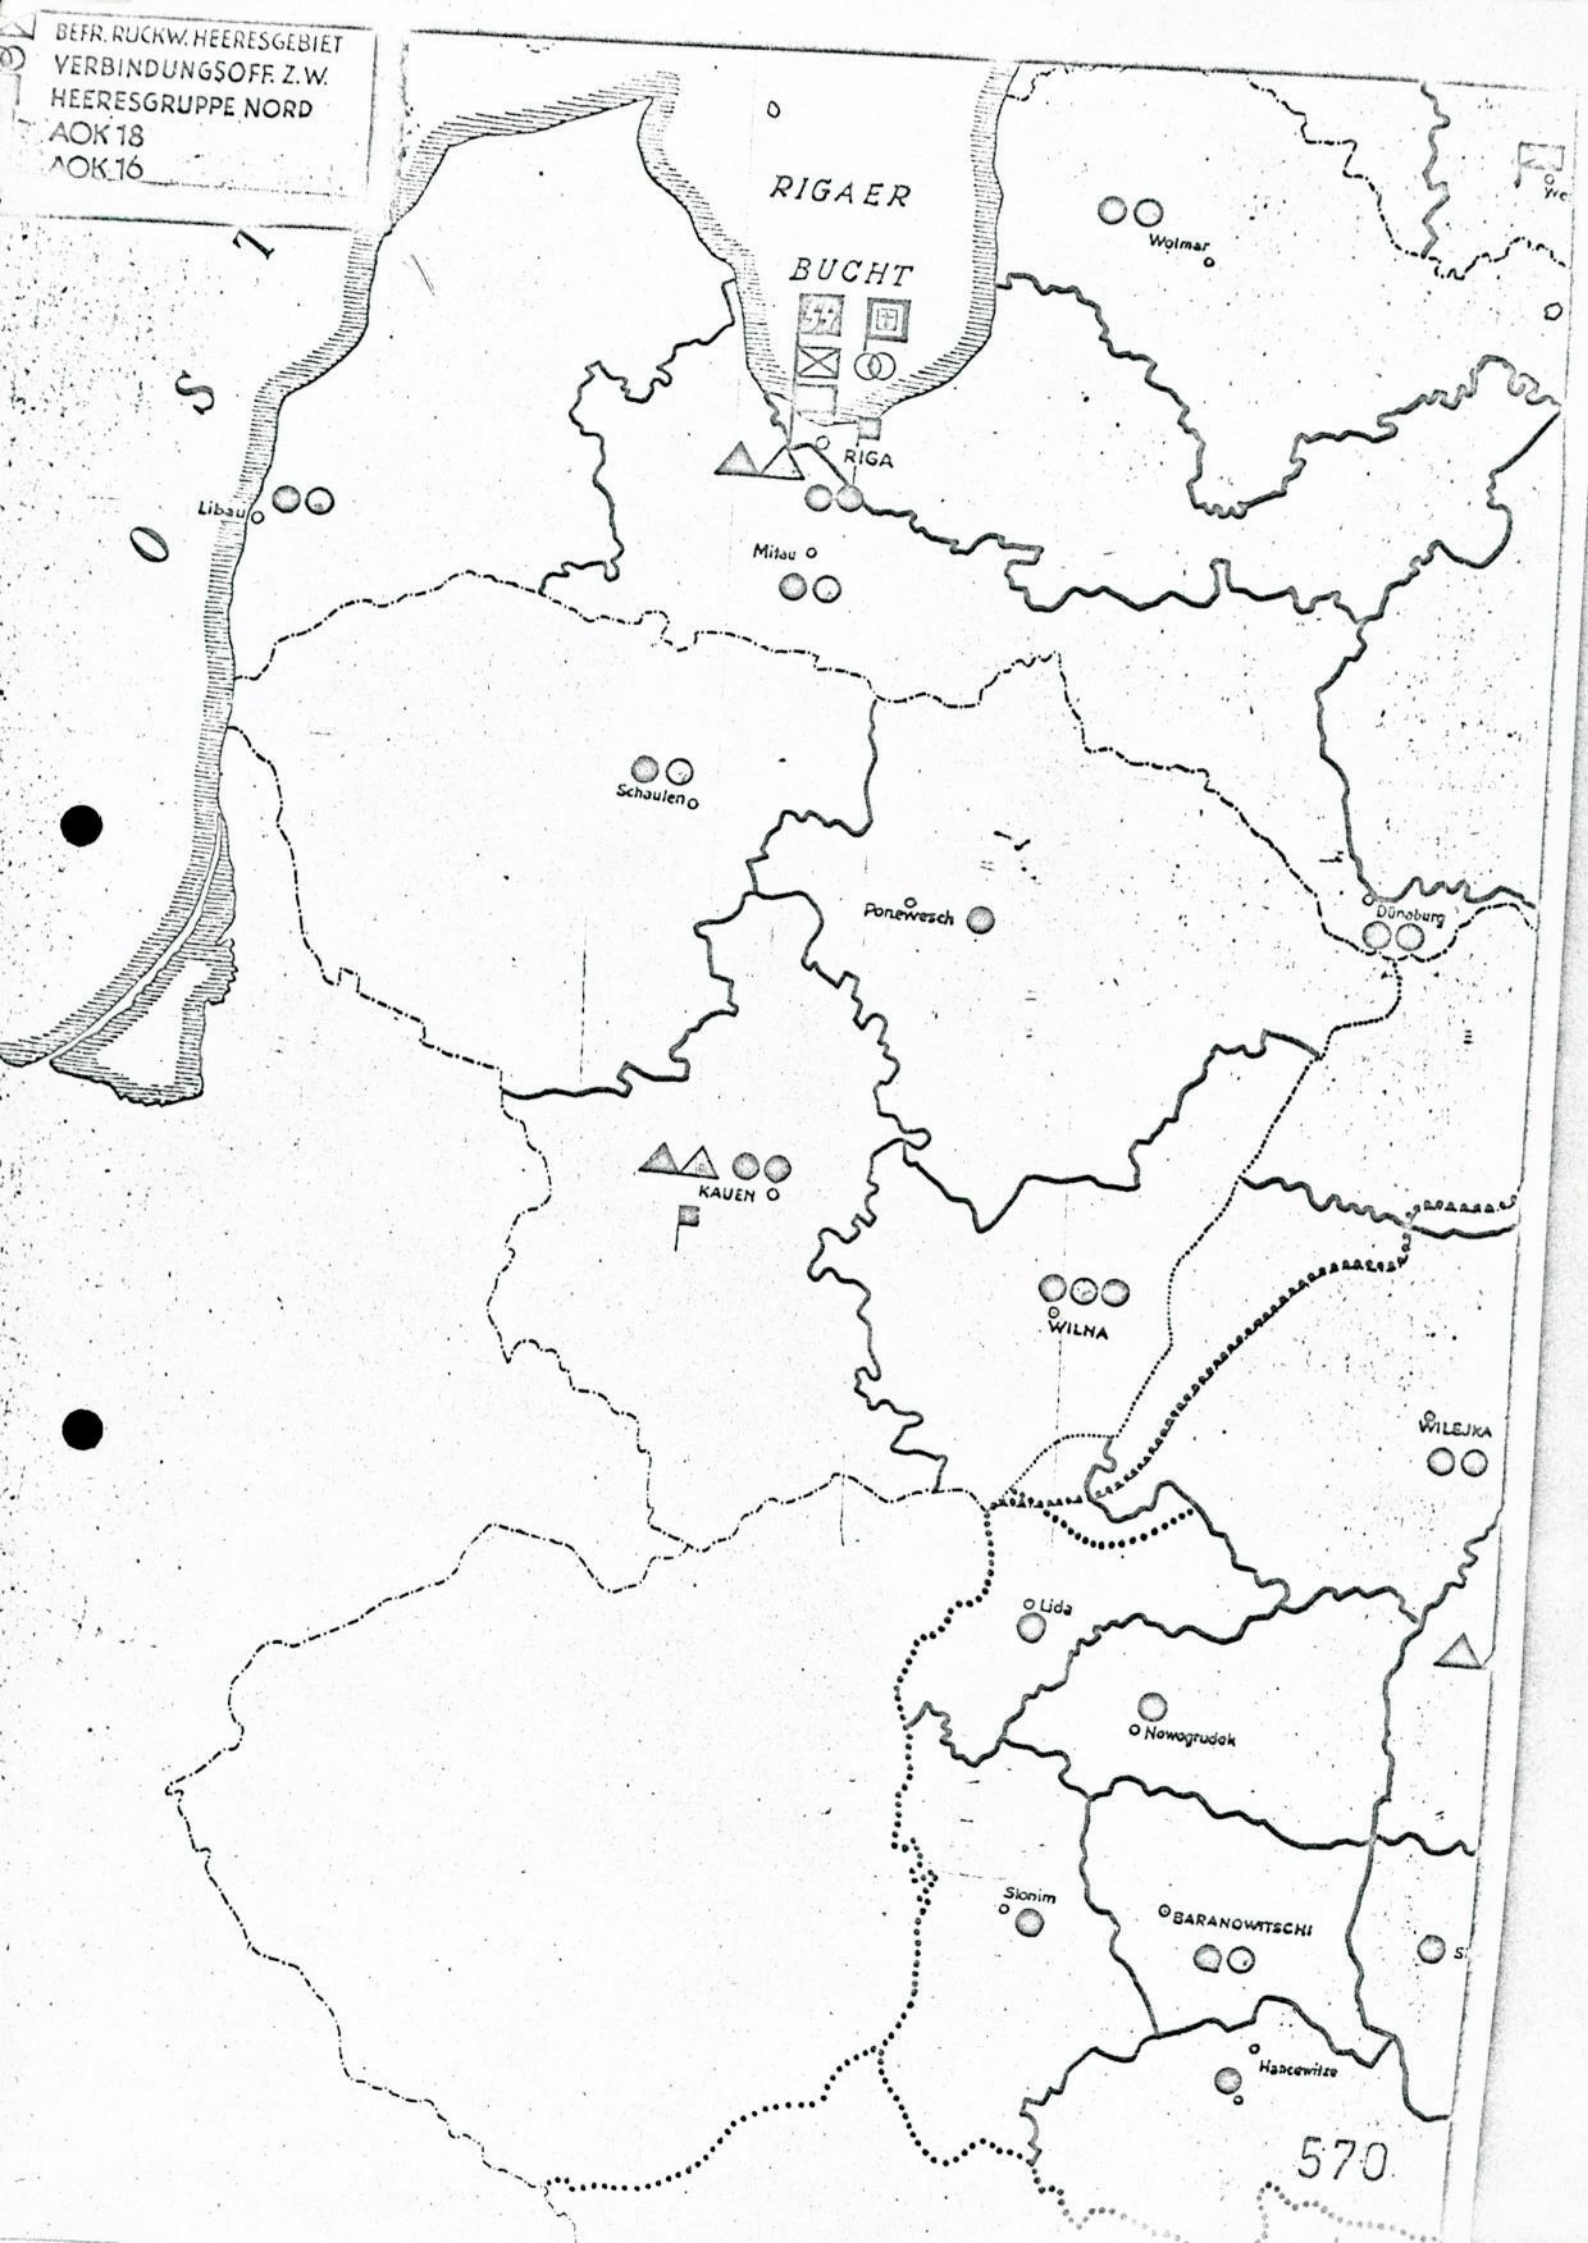 BEFR. RÜCKW. HEERESGEBIET
VERBINDUNGSOFF. Z.W.
HEERESGRUPPE NORD
AOK 18
AOK 16
RIGAER
BUCHT
Wolmar
O S T
RIGA
Libau
Mitau
Schaulen
Ponewesch
Dünaburg
KAUEN
WILNA
WILEJKA
Lida
Nowogrudok
Slonim
BARANOWITSCHI
Hancewitze
570